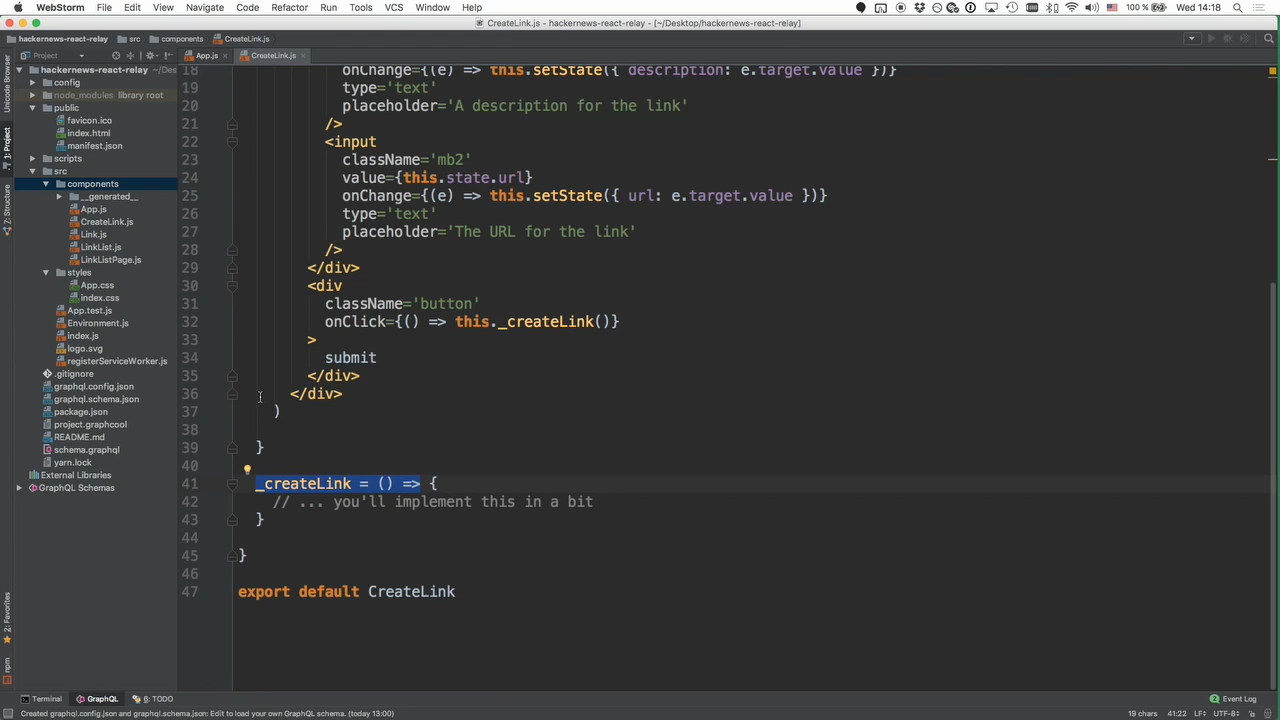 WebStorm File Edit View Navigate Code Refactor Run Tools VCS Window Help 100 % Wed 14:18
CreateLink.js - hackernews-react-relay - [~/Desktop/hackernews-react-relay]
hackernews-react-relay src components CreateLink.js
Project App.js × CreateLink.js ×
Unicode Browser
1: Project
Z: Structure
2: Favorites
npm
hackernews-react-relay ~/Des
config
node_modules library root
public
favicon.ico
index.html
manifest.json
scripts
src
components
__generated__
App.js
CreateLink.js
Link.js
LinkList.js
LinkListPage.js
styles
App.css
index.css
App.test.js
Environment.js
index.js
logo.svg
registerServiceWorker.js
.gitignore
graphql.config.json
graphql.schema.json
package.json
project.graphcool
README.md
schema.graphql
yarn.lock
External Libraries
GraphQL Schemas
18 onChange={(e) => this.setState({ description: e.target.value })}
19 type='text'
20 placeholder='A description for the link'
21 />
22 <input
23 className='mb2'
24 value={this.state.url}
25 onChange={(e) => this.setState({ url: e.target.value })}
26 type='text'
27 placeholder='The URL for the link'
28 />
29 </div>
30 <div
31 className='button'
32 onClick={() => this._createLink()}
33 >
34 submit
35 </div>
36 </div>
37 )
38
39 }
40
41 _createLink = () => {
42 // ... you'll implement this in a bit
43 }
44
45 }
46
47 export default CreateLink
Terminal GraphQL 6: TODO Event Log
Created graphql.config.json and graphql.schema.json: Edit to load your own GraphQL schema. (today 13:00) 19 chars 41:22 LF÷ UTF-8÷